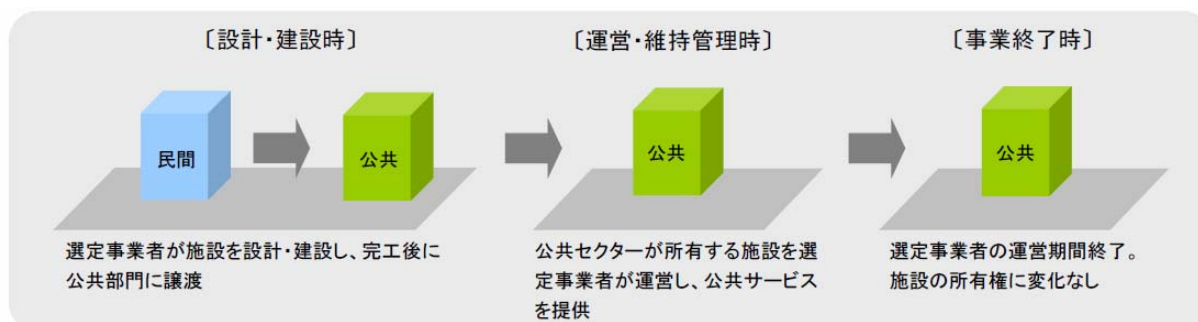 〔設計・建設時〕
〔運営・維持管理時〕
〔事業終了時〕
民間
公共
公共
公共
選定事業者が施設を設計・建設し、完工後に
公共部門に譲渡
公共セクターが所有する施設を選
定事業者が運営し、公共サービス
を提供
選定事業者の運営期間終了。
施設の所有権に変化なし